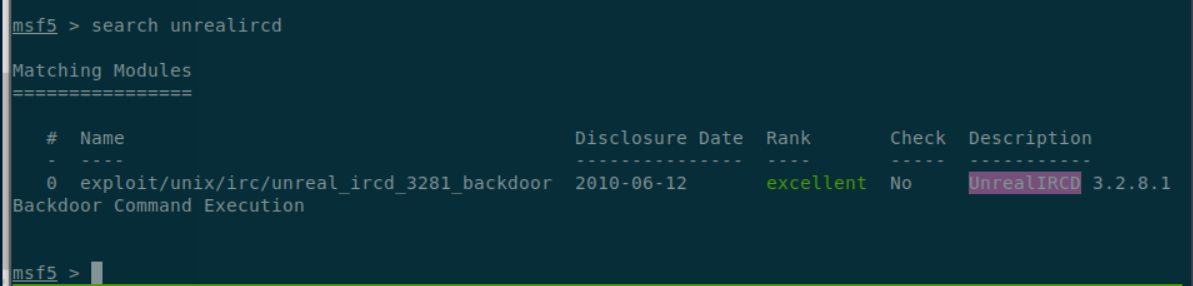 msf5 > search unrealircd
Matching Modules
================
#  Name                                        Disclosure Date  Rank       Check  Description
-  ----                                        ---------------  ----       -----  -----------
0  exploit/unix/irc/unreal_ircd_3281_backdoor  2010-06-12       excellent  No     UnrealIRCD 3.2.8.1
Backdoor Command Execution
msf5 >